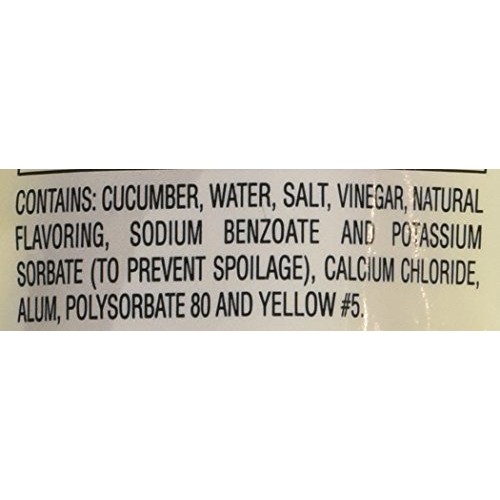 CONTAINS: CUCUMBER, WATER, SALT, VINEGAR, NATURAL
FLAVORING, SODIUM BENZOATE AND POTASSIUM
SORBATE (TO PREVENT SPOILAGE), CALCIUM CHLORIDE,
ALUM, POLYSORBATE 80 AND YELLOW #5.